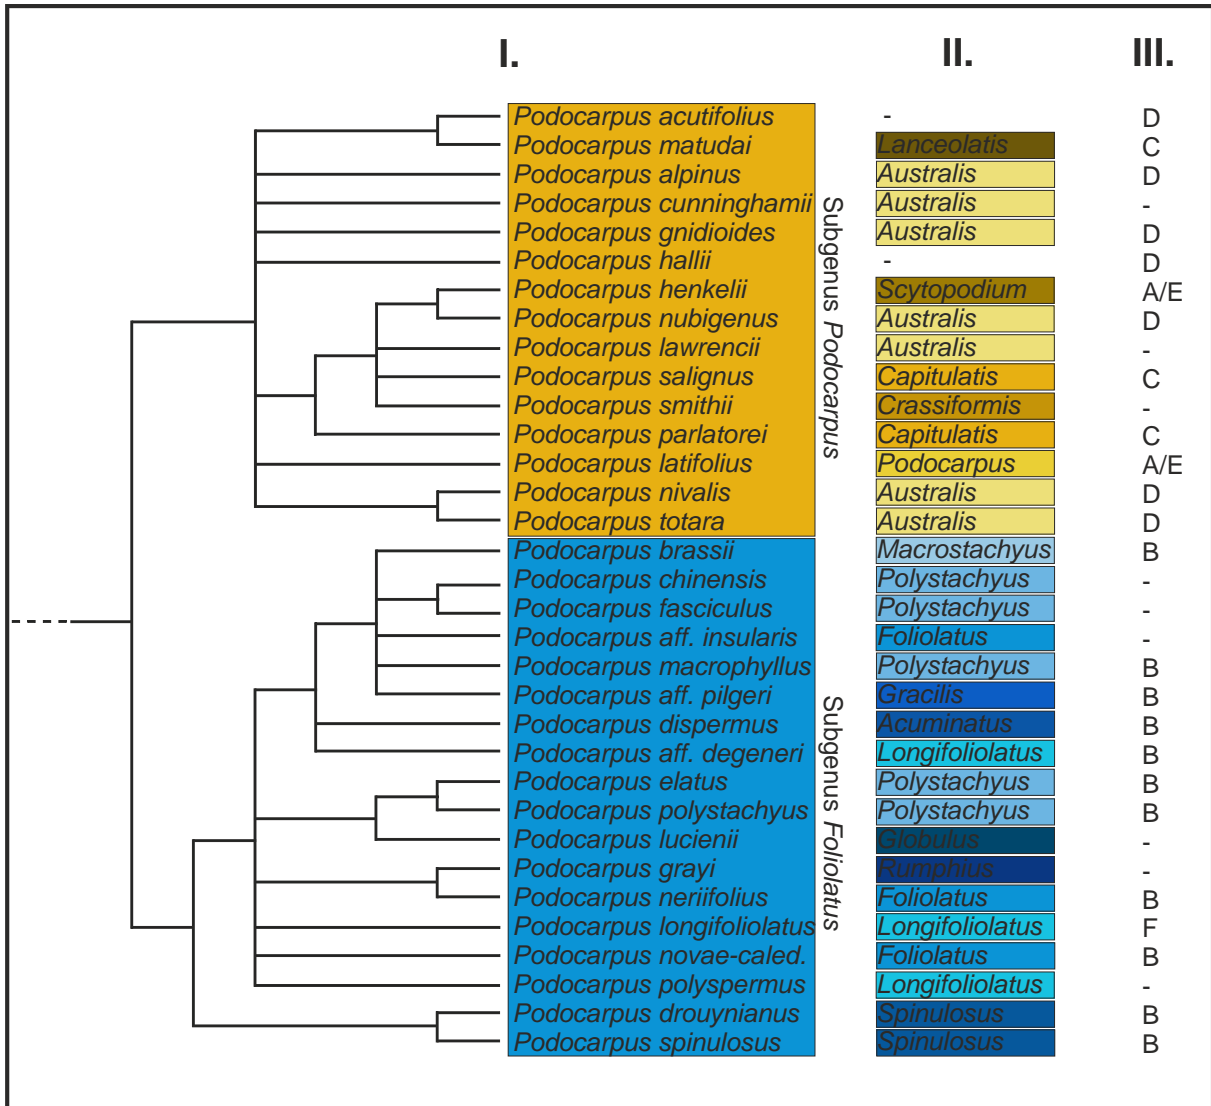 I. II. III.
Podocarpus acutifolius - D
Podocarpus matudai Lanceolatis C
Podocarpus alpinus Australis D
Podocarpus cunninghamii Australis -
Podocarpus gnidioides Australis D
Podocarpus hallii - D
Podocarpus henkelii Scytopodium A/E
Podocarpus nubigenus Australis D
Podocarpus lawrencii Australis -
Podocarpus salignus Capitulatis C
Podocarpus smithii Crassiformis -
Podocarpus parlatorei Capitulatis C
Podocarpus latifolius Podocarpus A/E
Podocarpus nivalis Australis D
Podocarpus totara Australis D
Subgenus Podocarpus
Podocarpus brassii Macrostachyus B
Podocarpus chinensis Polystachyus -
Podocarpus fasciculus Polystachyus -
Podocarpus aff. insularis Foliolatus -
Podocarpus macrophyllus Polystachyus B
Podocarpus aff. pilgeri Gracilis B
Podocarpus dispermus Acuminatus B
Podocarpus aff. degeneri Longifoliolatus B
Podocarpus elatus Polystachyus B
Podocarpus polystachyus Polystachyus B
Podocarpus lucienii Globulus -
Podocarpus grayi Rumphius -
Podocarpus neriifolius Foliolatus B
Podocarpus longifoliolatus Longifoliolatus F
Podocarpus novae-caled. Foliolatus B
Podocarpus polyspermus Longifoliolatus -
Podocarpus drouynianus Spinulosus B
Podocarpus spinulosus Spinulosus B
Subgenus Foliolatus